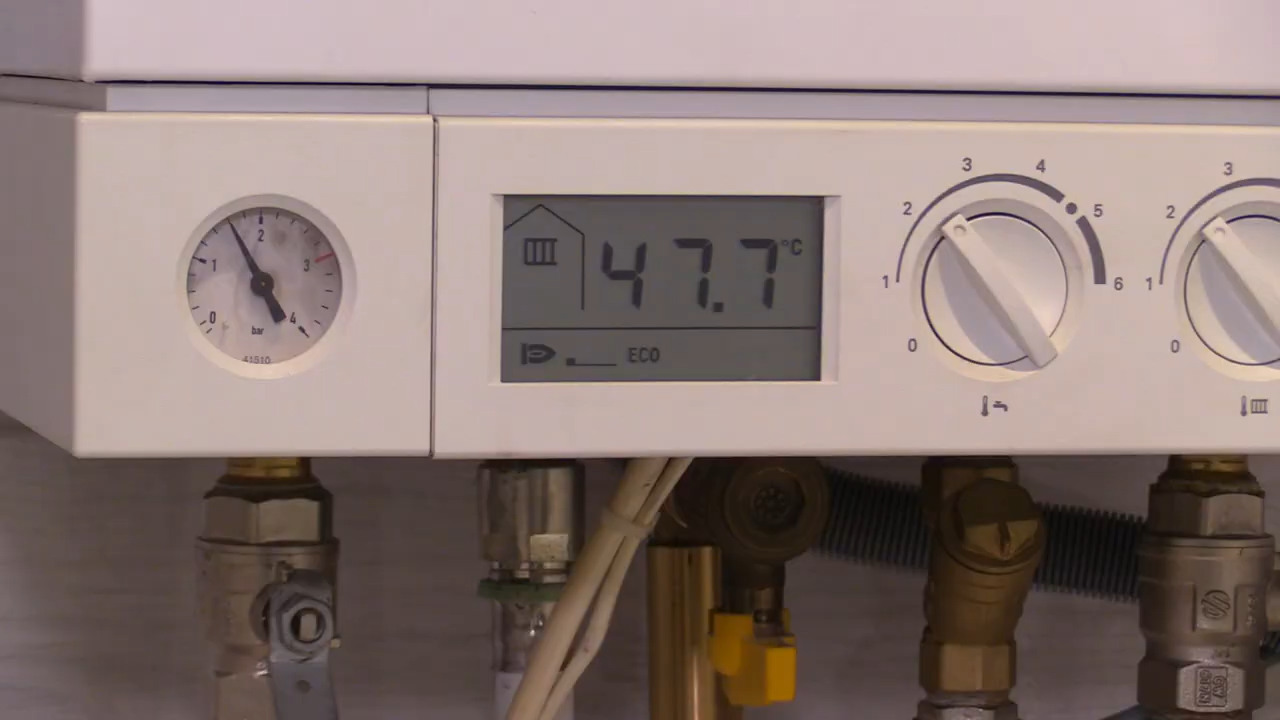 0 1 2 3 4
bar
41510
47.7 °C
ECO
0 1 2 3 4 5 6
0 1 2 3